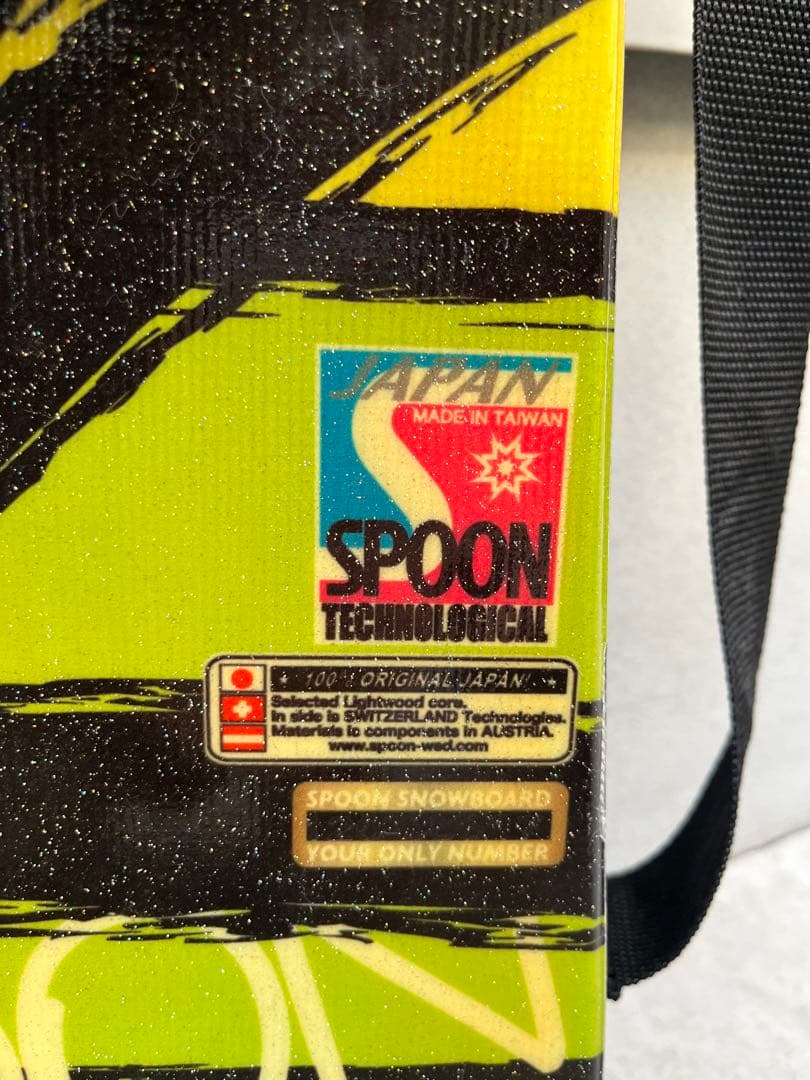 JAPAN
MADE IN TAIWAN
SPOON
TECHNOLOGICAL
100% ORIGINAL JAPAN!
Selected Lightwood core.
In side is SWITZERLAND Technologies.
Materials is components in AUSTRIA.
www.spoon-wsd.com
SPOON SNOWBOARD
YOUR ONLY NUMBER